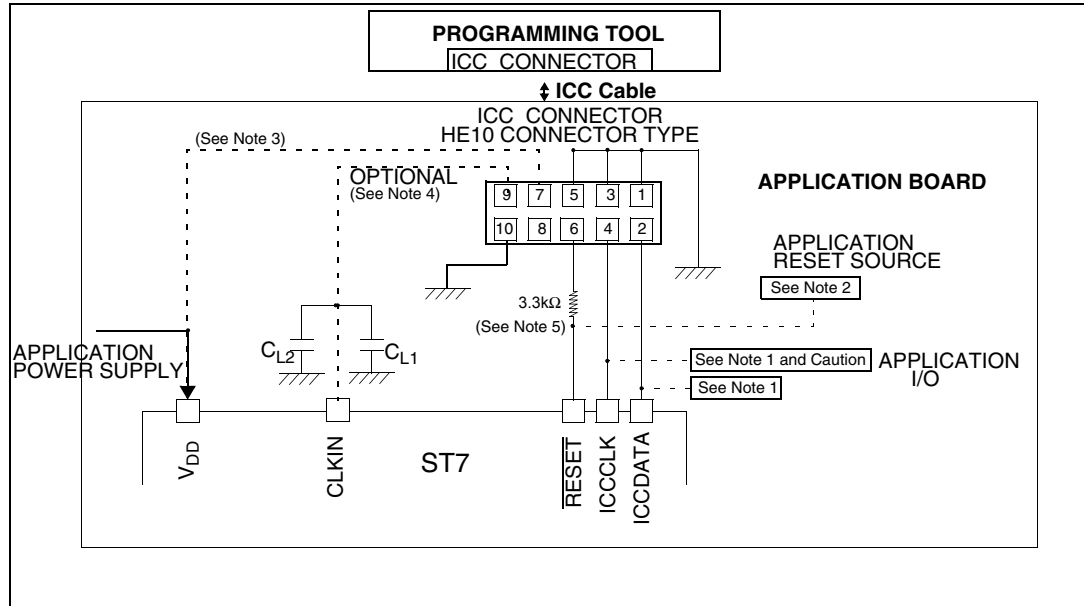 PROGRAMMING TOOL
ICC CONNECTOR
ICC Cable
ICC CONNECTOR
HE10 CONNECTOR TYPE
(See Note 3)
OPTIONAL
(See Note 4)
9 7 5 3 1
10 8 6 4 2
APPLICATION BOARD
APPLICATION
RESET SOURCE
See Note 2
3.3kΩ
(See Note 5)
APPLICATION
POWER SUPPLY
CL2
CL1
See Note 1 and Caution
See Note 1
APPLICATION
I/O
VDD
CLKIN
ST7
RESET
ICCCLK
ICCDATA